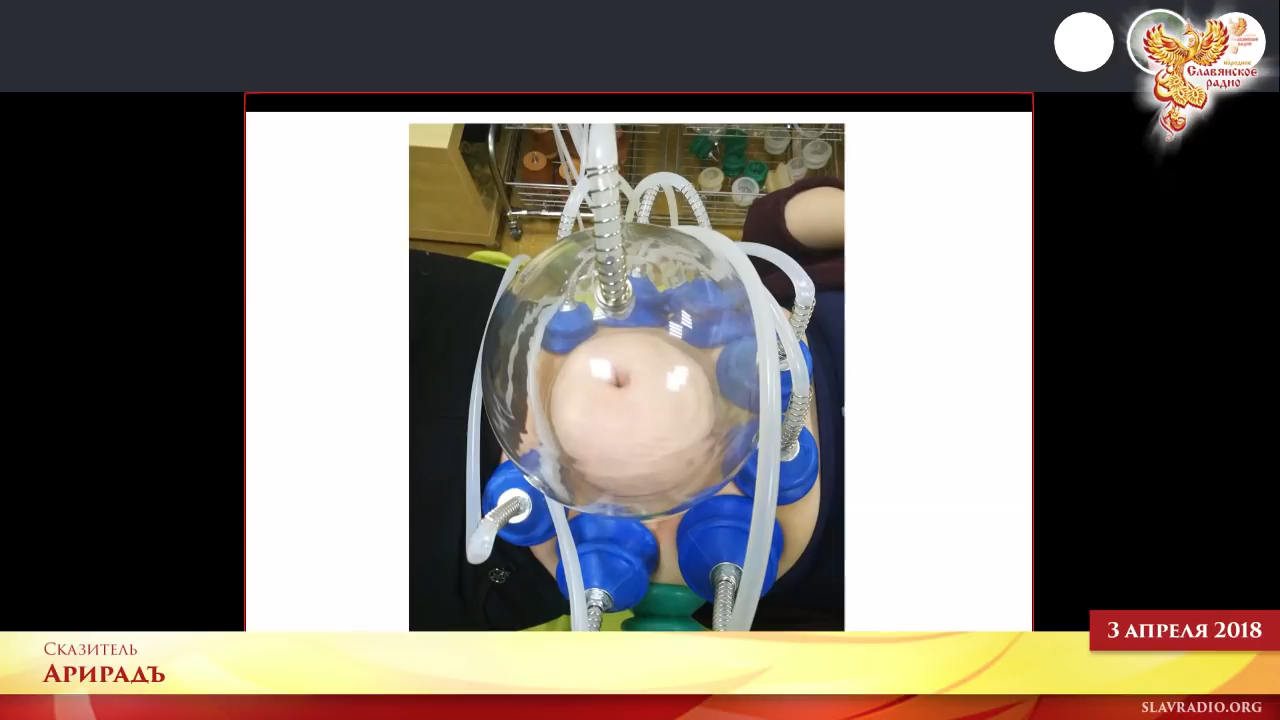 народное
Славянское
радио
3 АПРЕЛЯ 2018
Сказитель
АРИРАДЪ
SLAVRADIO.ORG